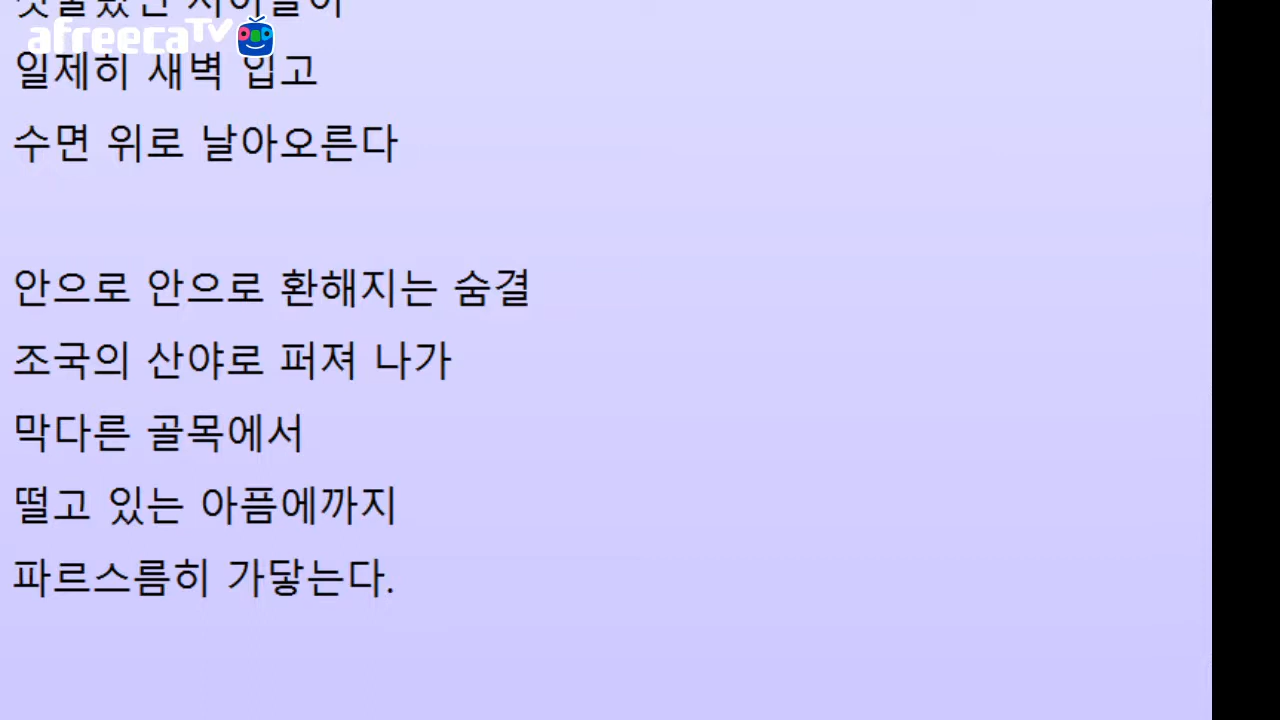 afreecaTV
일제히 새벽 입고
수면 위로 날아오른다
안으로 안으로 환해지는 숨결
조국의 산야로 퍼져 나가
막다른 골목에서
떨고 있는 아픔에까지
파르스름히 가닿는다.